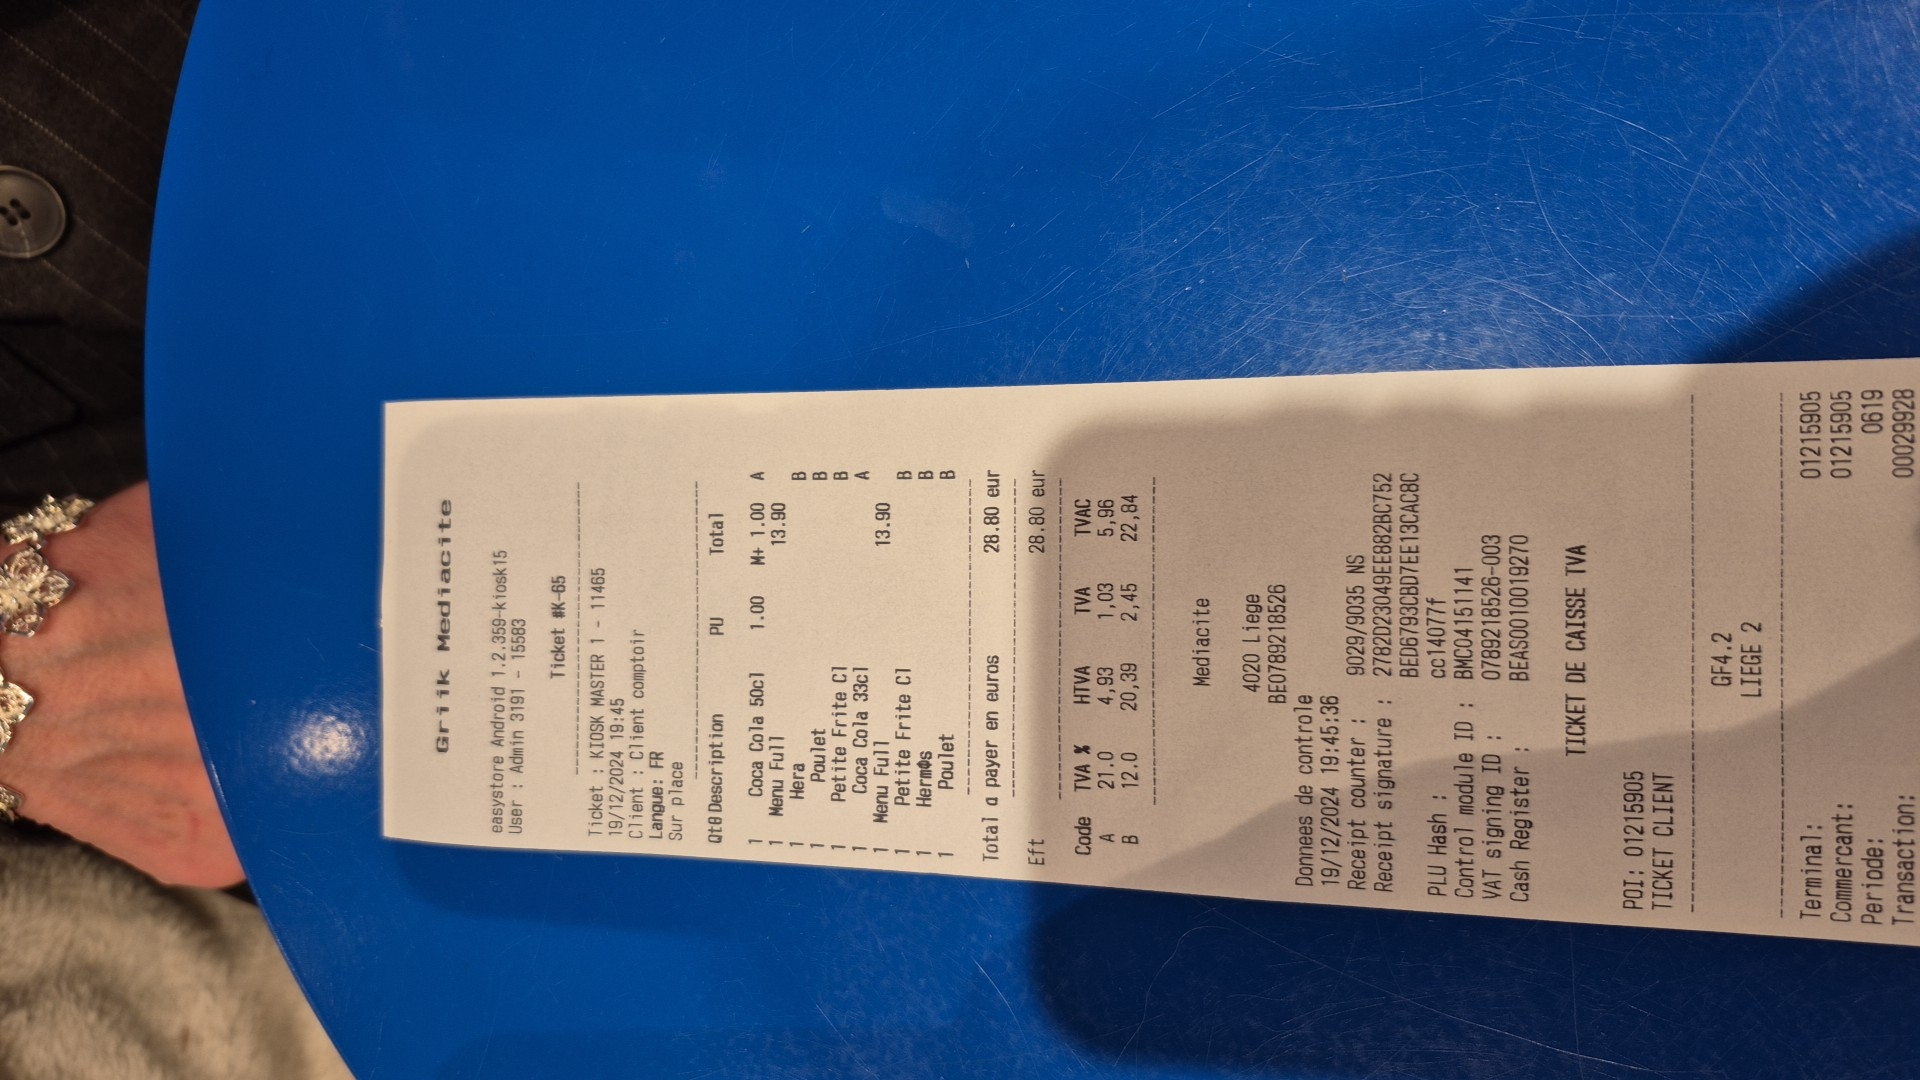 Grik Mediacite
easystore Android 1.2.359-kiosk15
User : Admin 3191 - 15583
Ticket #K-65
Ticket : KIOSK MASTER 1 - 11465
19/12/2024 19:45
Client : Client comptoir
Langue: FR
Sur place
Qté Description PU Total
1 Coca Cola 50cl 1.00 M+ 1.00 A
1 Menu Full 13.90
1 Hera B
1 Poulet B
1 Petite Frite Cl B
1 Coca Cola 33cl A
1 Menu Full 13.90
1 Petite Frite Cl B
1 Hermøs B
1 Poulet B
Total a payer en euros 28.80 eur
Eft 28.80 eur
Code TVA % HTVA TVA TVAC
A 21.0 4,93 1,03 5,96
B 12.0 20,39 2,45 22,84
Mediacite
4020 Liege
BE0789218526
Donnees de controle
19/12/2024 19:45:36
Receipt counter : 9029/9035 NS
Receipt signature : 2782D23049EE882BC752
BED6793CBD7EE13CAC8C
PLU Hash : cc14077f
Control module ID : BMC04151141
VAT signing ID : 0789218526-003
Cash Register : BEAS0010019270
TICKET DE CAISSE TVA
POI: 01215905
TICKET CLIENT
GF4.2
LIEGE 2
Terminal: 01215905
Commercant: 01215905
Periode: 0619
Transaction: 00029928